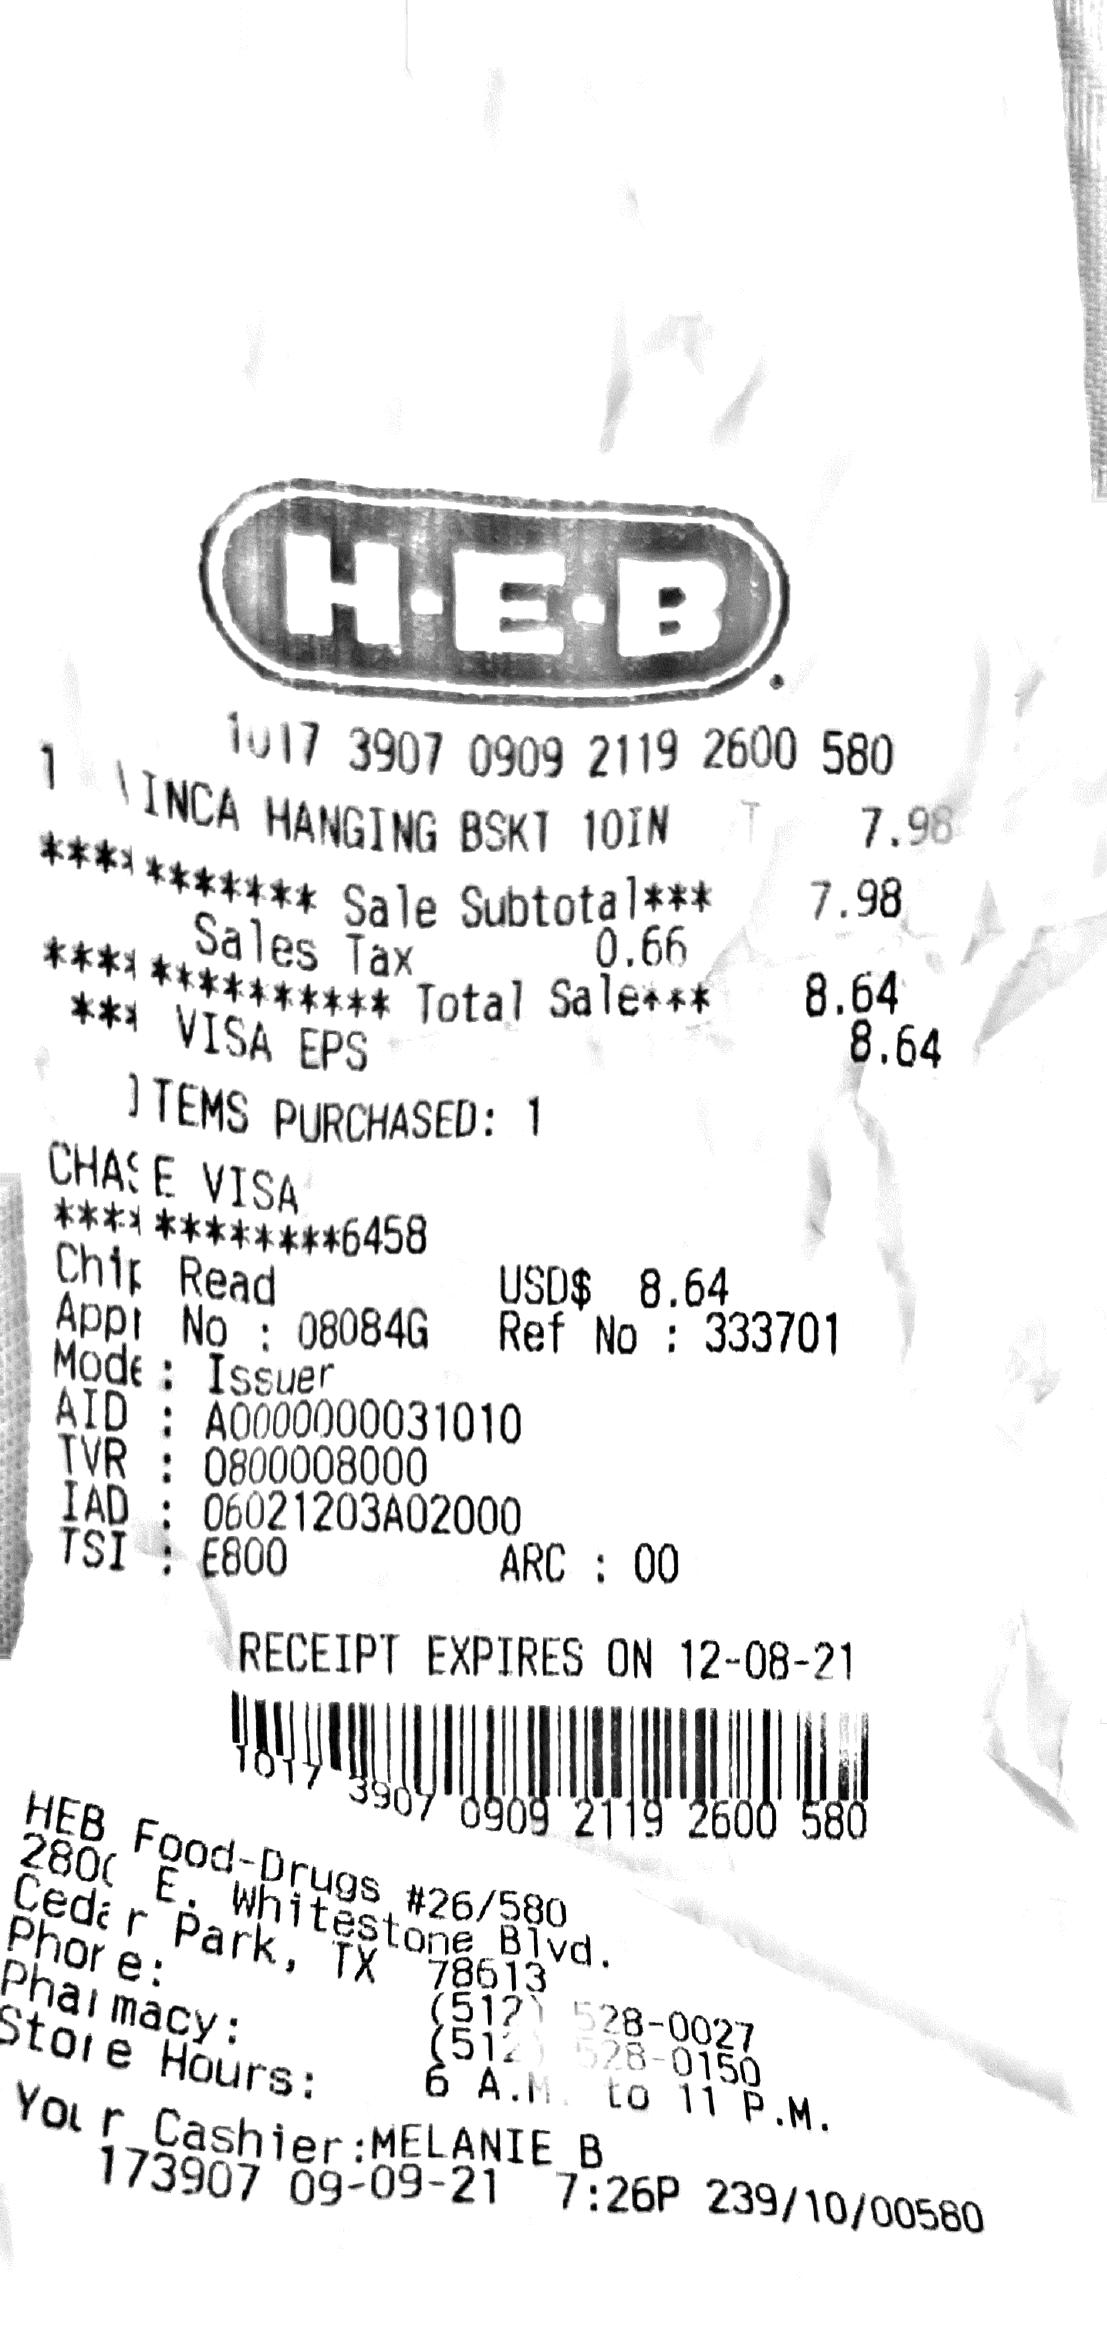 H·E·B
1017 3907 0909 2119 2600 580
1 VINCA HANGING BSKT 10IN T 7.98
************ Sale Subtotal*** 7.98
Sales Tax 0.66
*************** Total Sale*** 8.64
*** VISA EPS 8.64
ITEMS PURCHASED: 1
CHASE VISA
************6458
Chip Read USD$ 8.64
Appr No : 08084G Ref No : 333701
Mode : Issuer
AID : A0000000031010
TVR : 0800008000
IAD : 06021203A02000
TSI : E800 ARC : 00
RECEIPT EXPIRES ON 12-08-21
1017 3907 0909 2119 2600 580
HEB Food-Drugs #26/580
2800 E. Whitestone Blvd.
Cedar Park, TX 78613
Phone: (512) 528-0027
Pharmacy: (512) 528-0150
Store Hours: 6 A.M. to 11 P.M.
Your Cashier:MELANIE B
173907 09-09-21 7:26P 239/10/00580